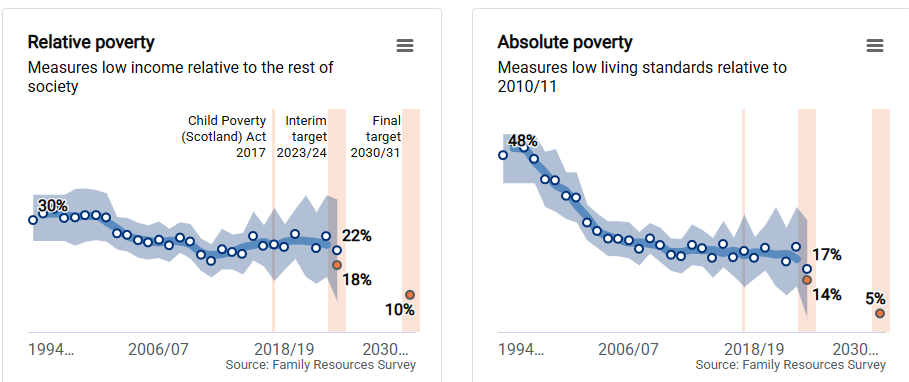 Relative poverty
Measures low income relative to the rest of
society
Child Poverty
(Scotland) Act
2017
Interim
target
2023/24
Final
target
2030/31
30%
22%
18%
10%
1994...
2006/07
2018/19
2030...
Source: Family Resources Survey
Absolute poverty
Measures low living standards relative to
2010/11
48%
17%
14%
5%
1994...
2006/07
2018/19
2030...
Source: Family Resources Survey